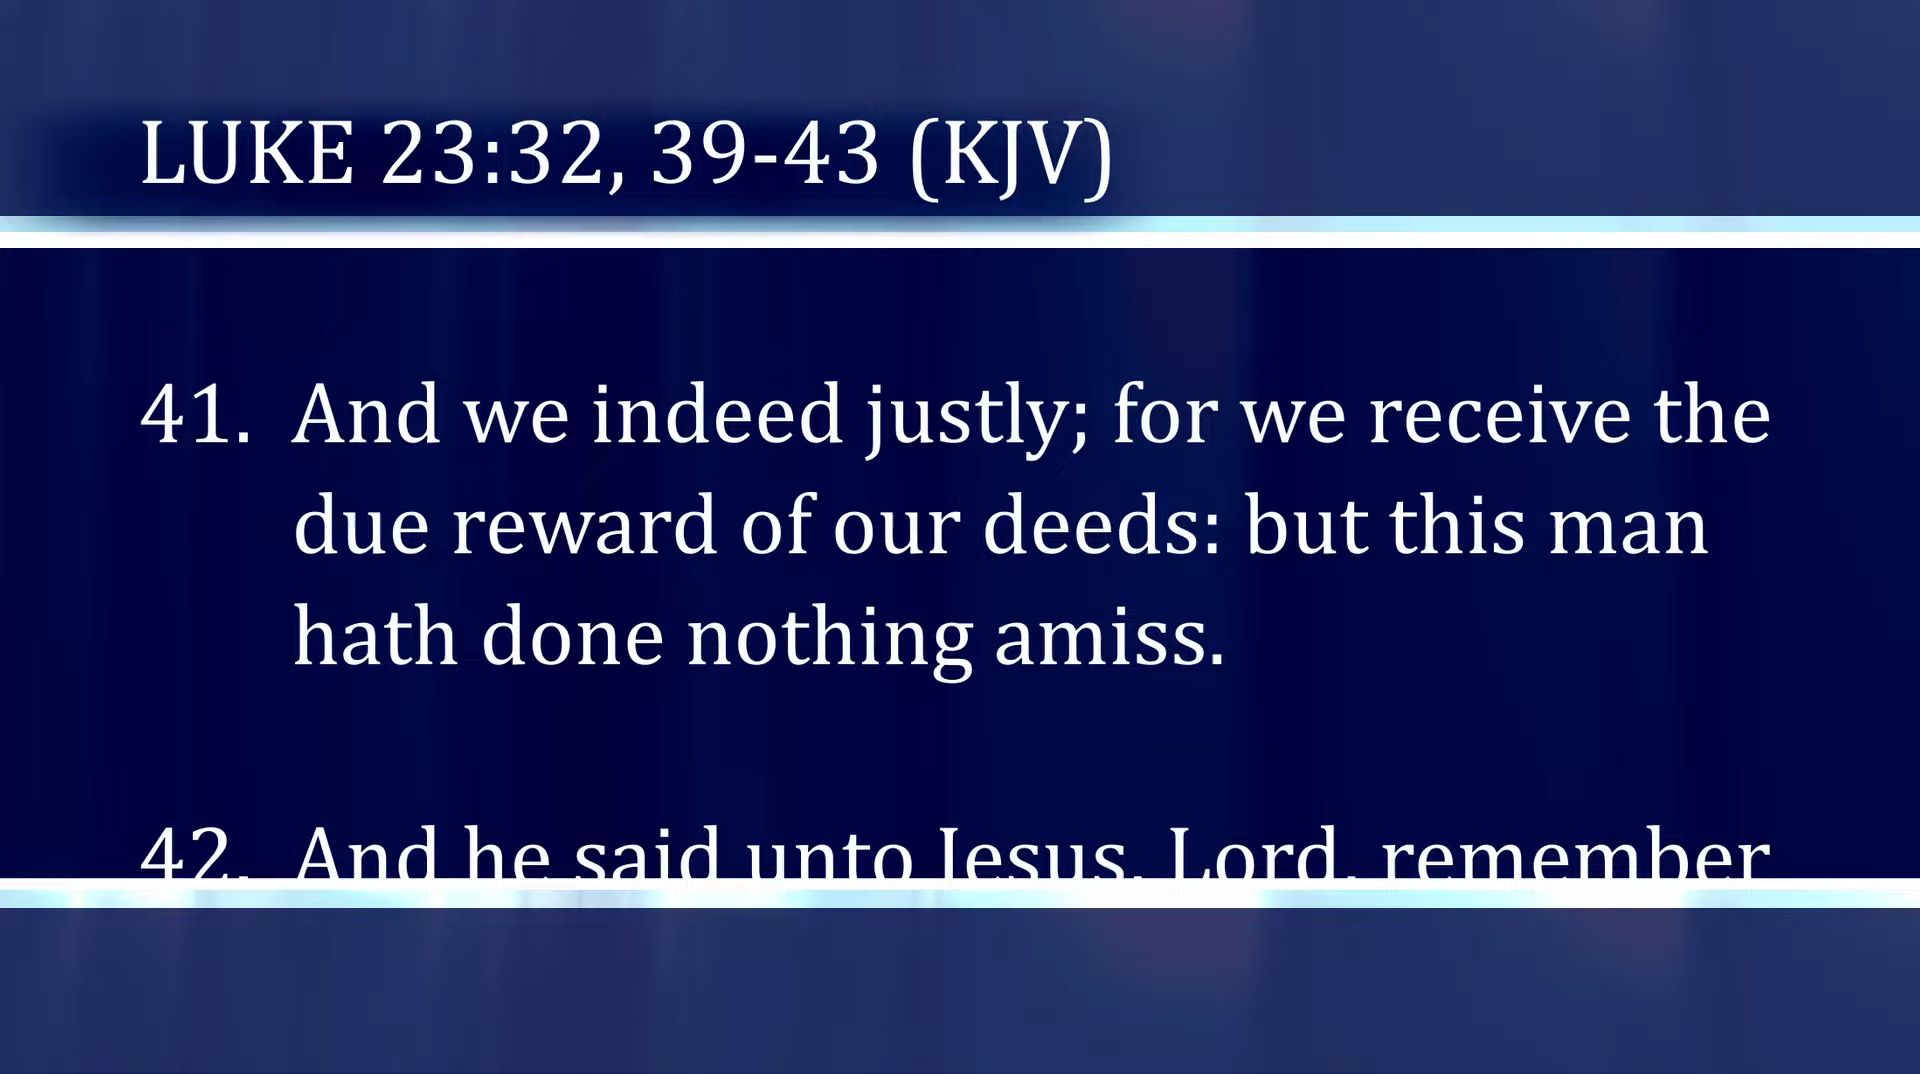 LUKE 23:32, 39-43 (KJV)
41. And we indeed justly; for we receive the
due reward of our deeds: but this man
hath done nothing amiss.
42. And he said unto Jesus, Lord, remember